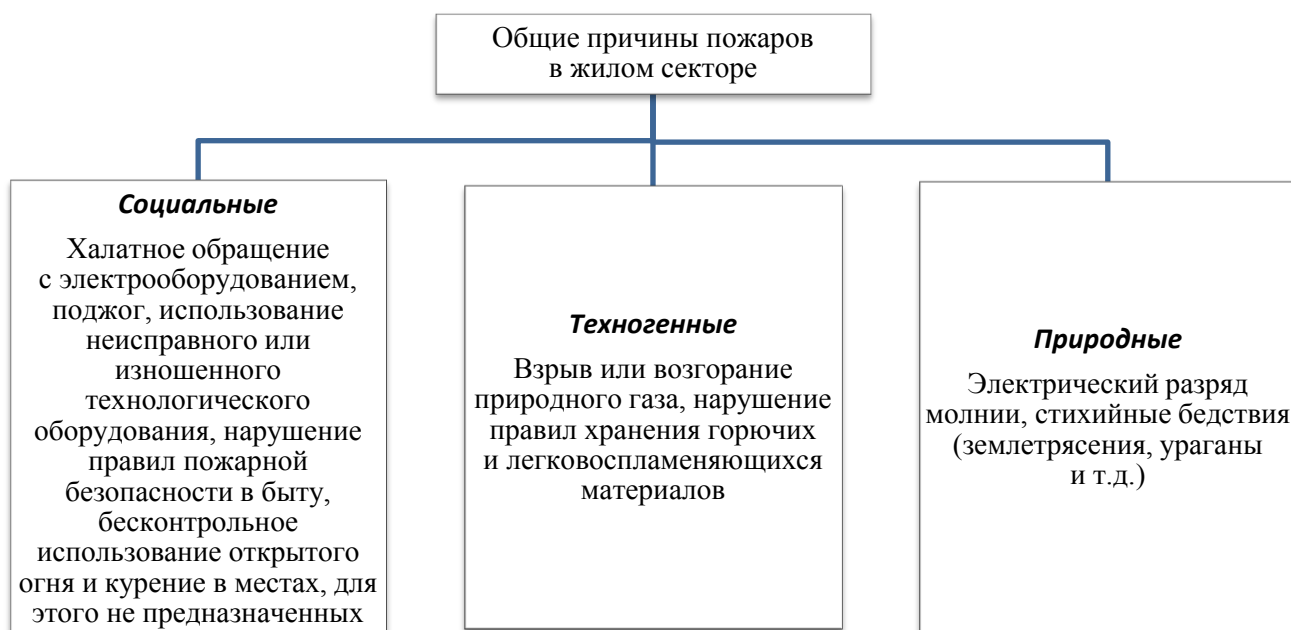 Общие причины пожаров
в жилом секторе
Социальные
Халатное обращение
с электрооборудованием,
поджог, использование
неисправного или
изношенного
технологического
оборудования, нарушение
правил пожарной
безопасности в быту,
бесконтрольное
использование открытого
огня и курение в местах, для
этого не предназначенных
Техногенные
Взрыв или возгорание
природного газа, нарушение
правил хранения горючих
и легковоспламеняющихся
материалов
Природные
Электрический разряд
молнии, стихийные бедствия
(землетрясения, ураганы
и т.д.)